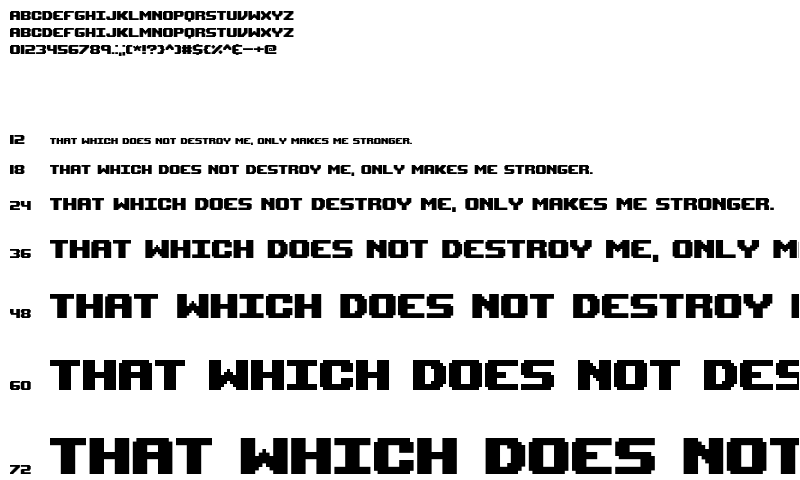 ABCDEFGHIJKLMNOPQRSTUVWXYZ
ABCDEFGHIJKLMNOPQRSTUVWXYZ
0123456789.:,;(*!?)^)#$(%^€-+@
12 THAT WHICH DOES NOT DESTROY ME, ONLY MAKES ME STRONGER.
18 THAT WHICH DOES NOT DESTROY ME, ONLY MAKES ME STRONGER.
24 THAT WHICH DOES NOT DESTROY ME, ONLY MAKES ME STRONGER.
36 THAT WHICH DOES NOT DESTROY ME, ONLY M
48 THAT WHICH DOES NOT DESTROY
60 THAT WHICH DOES NOT DES
72 THAT WHICH DOES NOT